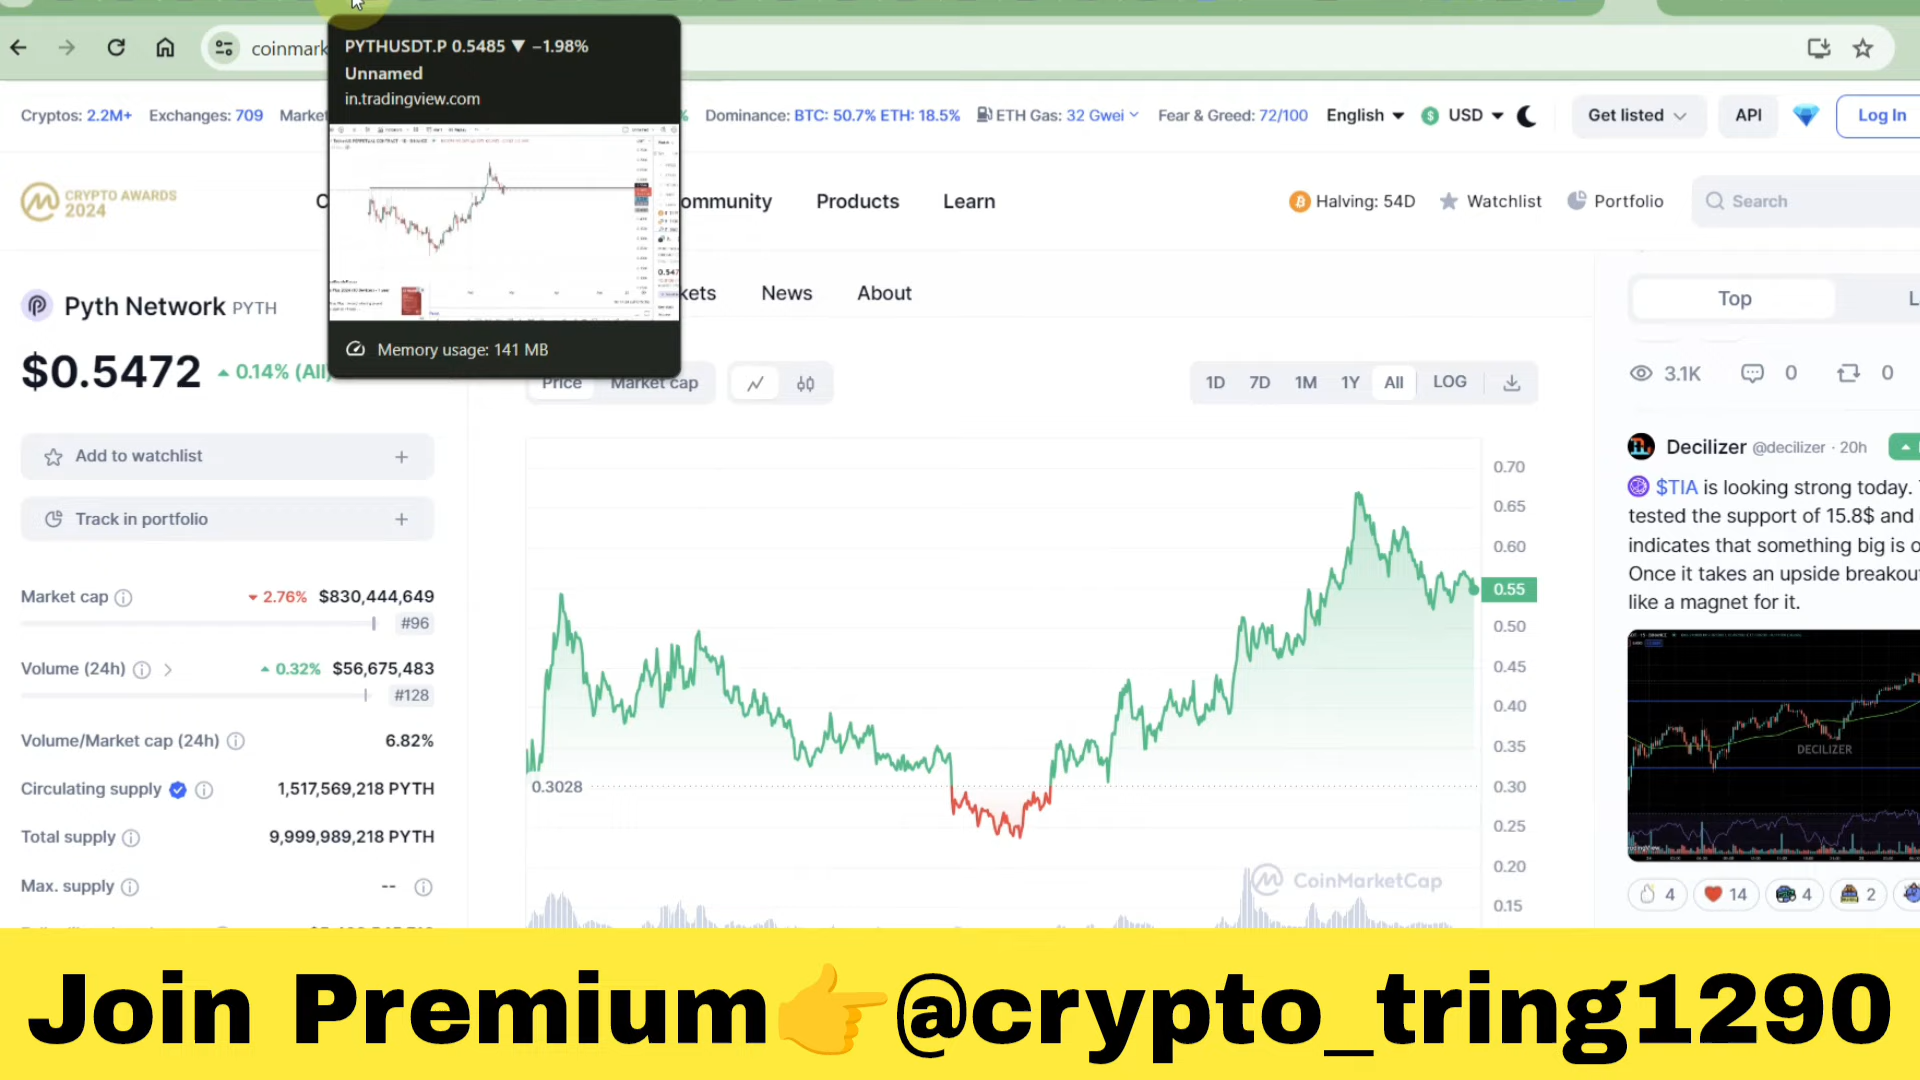 PYTHUSDT.P 0.5485 ▼ −1.98%
Unnamed
in.tradingview.com
Memory usage: 141 MB
coinmark
Cryptos: 2.2M+ Exchanges: 709 Market % Dominance: BTC: 50.7% ETH: 18.5% ETH Gas: 32 Gwei Fear & Greed: 72/100 English USD Get listed API Log In
CRYPTO AWARDS
2024
C ommunity Products Learn Halving: 54D Watchlist Portfolio Search
Pyth Network PYTH
kets News About
Top L
$0.5472 0.14% (All)
Price Market cap 1D 7D 1M 1Y All LOG
3.1K 0 0
Add to watchlist +
Track in portfolio +
Market cap 2.76% $830,444,649
#96
Volume (24h) 0.32% $56,675,483
#128
Volume/Market cap (24h) 6.82%
Circulating supply 1,517,569,218 PYTH
Total supply 9,999,989,218 PYTH
Max. supply --
0.70
0.65
0.60
0.55
0.50
0.45
0.40
0.35
0.30
0.25
0.20
0.15
0.3028
CoinMarketCap
Decilizer @decilizer · 20h
$TIA is looking strong today.
tested the support of 15.8$ and
indicates that something big is o
Once it takes an upside breakout
like a magnet for it.
DECILIZER
4 14 4 2
Join Premium👉@crypto_tring1290